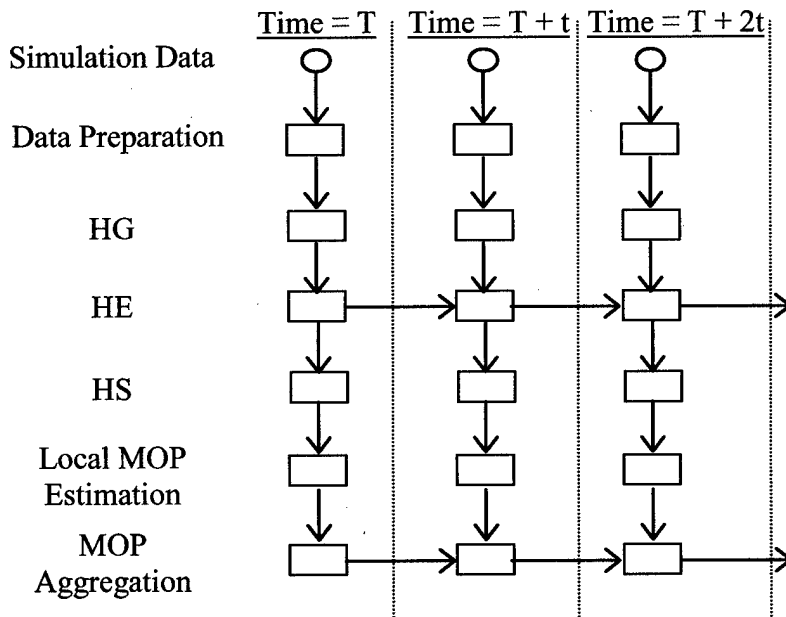 Time = T
Time = T + t
Time = T + 2t
Simulation Data
Data Preparation
HG
HE
HS
Local MOP
Estimation
MOP
Aggregation